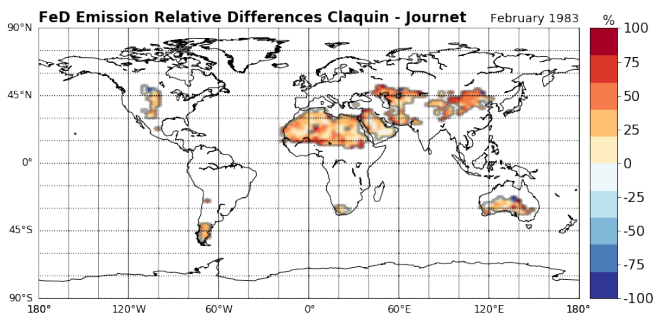 FeD Emission Relative Differences Claquin - Journet February 1983 %
90°N
45°N
0°
45°S
90°S
180° 120°W 60°W 0° 60°E 120°E 180°
100
75
50
25
0
-25
-50
-75
-100